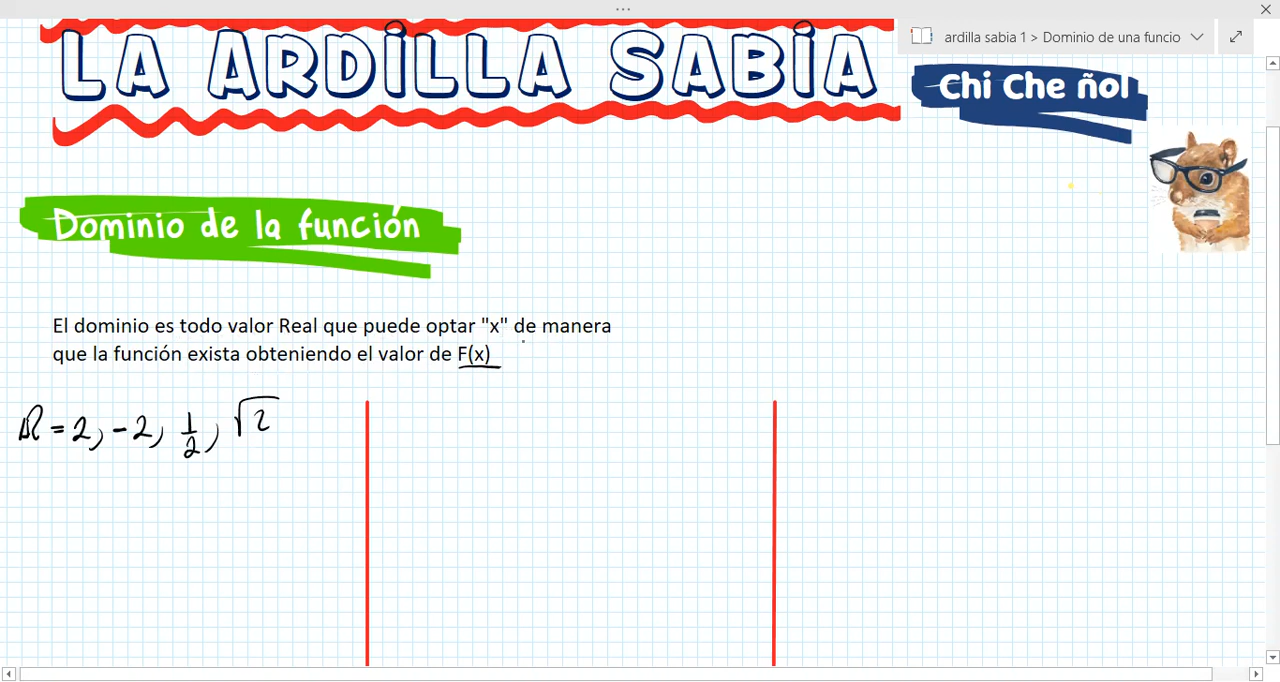 LA ARDILLA SABIA
ardilla sabia 1 > Dominio de una funcio
Chi Che ñol
Dominio de la función
El dominio es todo valor Real que puede optar "x" de manera
que la función exista obteniendo el valor de F(x)
ℝ = 2, -2, 1/2, √2